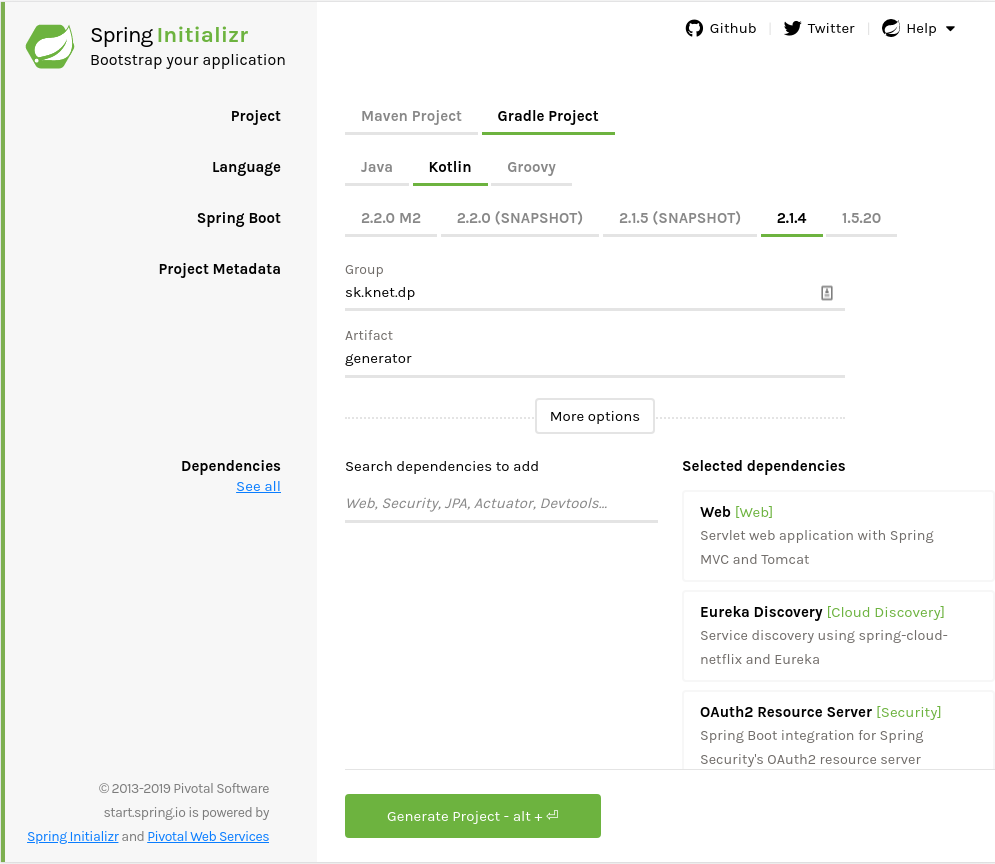 Spring Initializr
Bootstrap your application
Github
Twitter
Help
Project
Maven Project
Gradle Project
Language
Java
Kotlin
Groovy
Spring Boot
2.2.0 M2
2.2.0 (SNAPSHOT)
2.1.5 (SNAPSHOT)
2.1.4
1.5.20
Project Metadata
Group
sk.knet.dp
Artifact
generator
More options
Dependencies
See all
Search dependencies to add
Web, Security, JPA, Actuator, Devtools...
Selected dependencies
Web [Web]
Servlet web application with Spring
MVC and Tomcat
Eureka Discovery [Cloud Discovery]
Service discovery using spring-cloud-
netflix and Eureka
OAuth2 Resource Server [Security]
Spring Boot integration for Spring
Security's OAuth2 resource server
© 2013-2019 Pivotal Software
start.spring.io is powered by
Spring Initializr and Pivotal Web Services
Generate Project - alt + ⏎